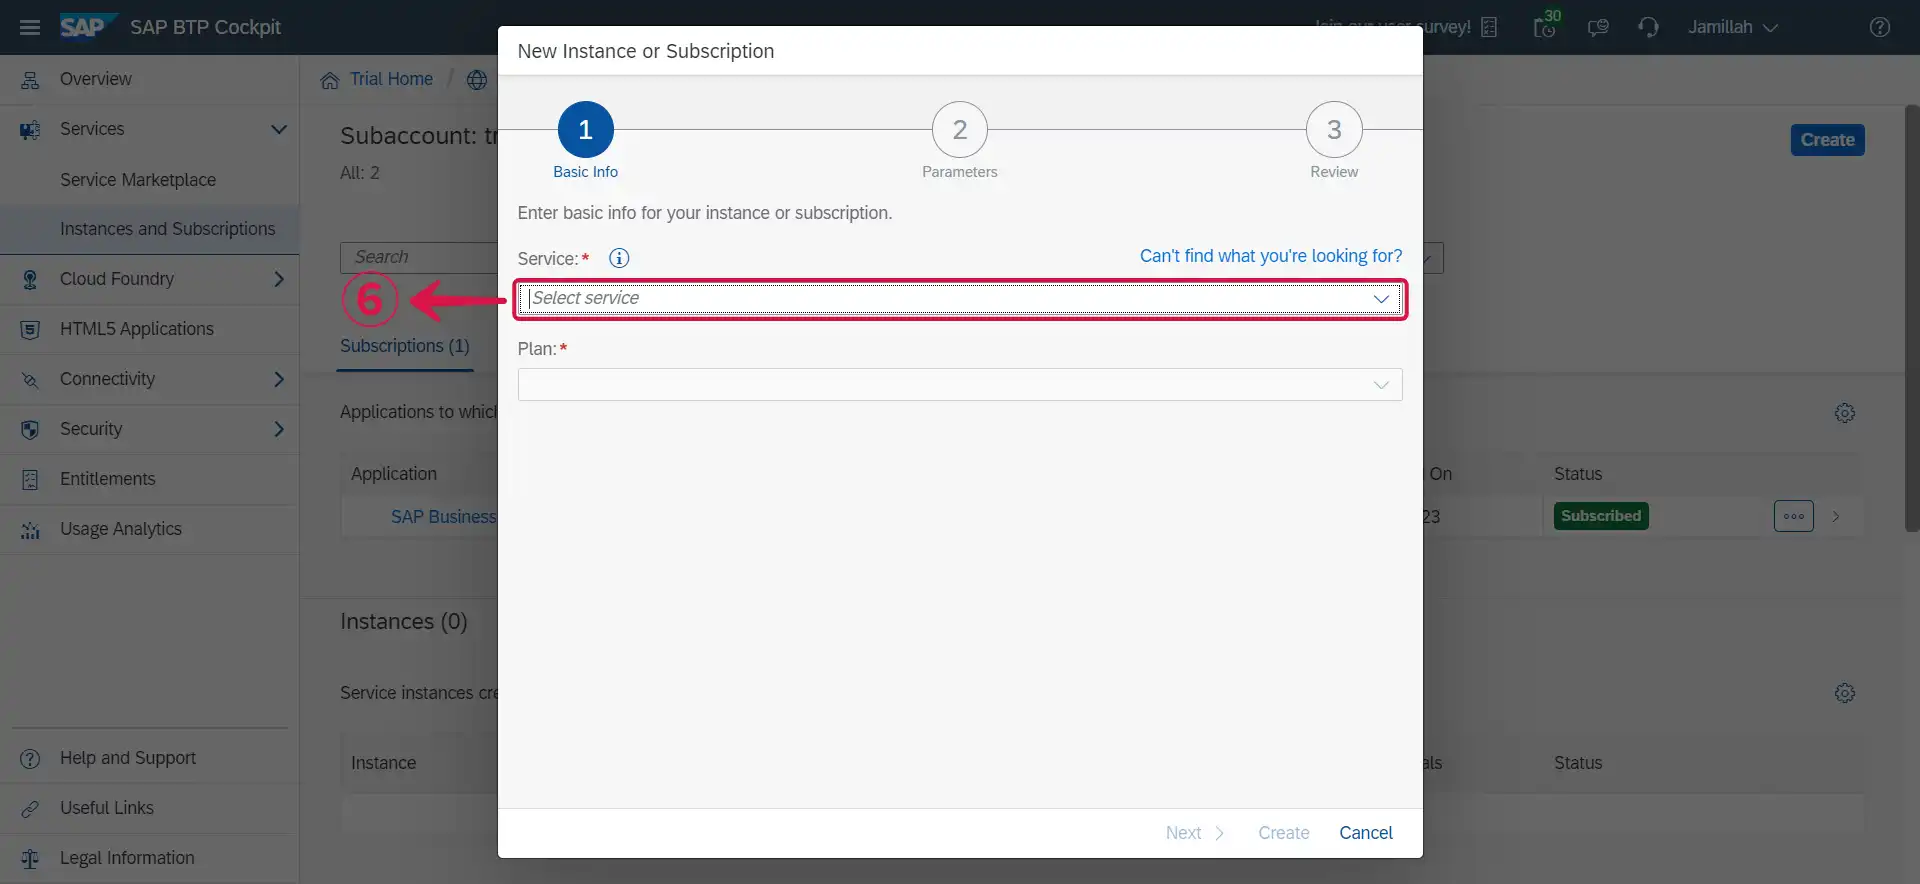 SAP SAP BTP Cockpit
survey!
30
Jamillah
Overview
Services
Service Marketplace
Instances and Subscriptions
Cloud Foundry
HTML5 Applications
Connectivity
Security
Entitlements
Usage Analytics
Help and Support
Useful Links
Legal Information
Trial Home /
Subaccount: tr
All: 2
Search
6
Subscriptions (1)
Applications to which
Application
SAP Business
Instances (0)
Service instances cre
Instance
New Instance or Subscription
1
Basic Info
2
Parameters
3
Review
Enter basic info for your instance or subscription.
Service:*
Can't find what you're looking for?
Select service
Plan:*
Next
Create
Cancel
Create
On
Status
23
Subscribed
als
Status